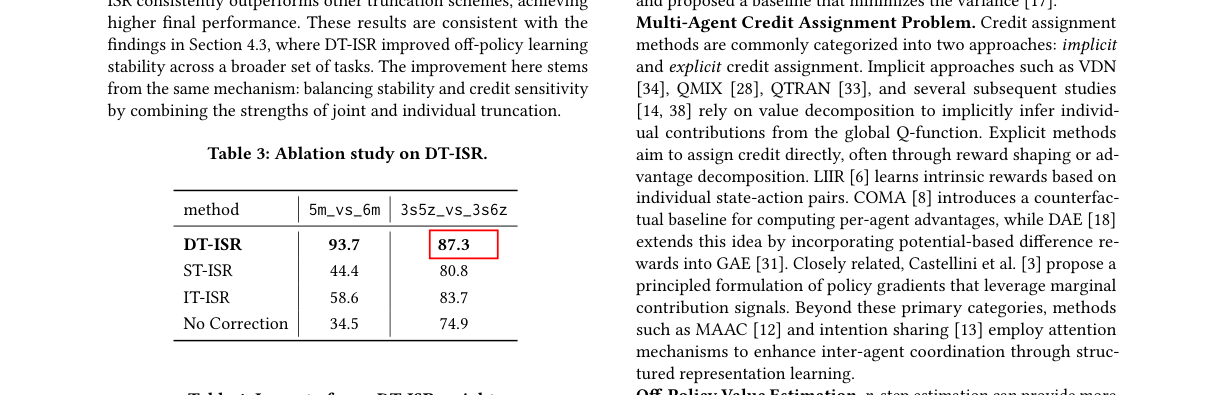 ISR consistently outperforms other truncation schemes, achieving
higher final performance. These results are consistent with the
findings in Section 4.3, where DT-ISR improved off-policy learning
stability across a broader set of tasks. The improvement here stems
from the same mechanism: balancing stability and credit sensitivity
by combining the strengths of joint and individual truncation.
Table 3: Ablation study on DT-ISR.
method 5m_vs_6m 3s5z_vs_3s6z
DT-ISR 93.7 87.3
ST-ISR 44.4 80.8
IT-ISR 58.6 83.7
No Correction 34.5 74.9
and proposed a baseline that minimizes the variance [17].
Multi-Agent Credit Assignment Problem. Credit assignment
methods are commonly categorized into two approaches: implicit
and explicit credit assignment. Implicit approaches such as VDN
[34], QMIX [28], QTRAN [33], and several subsequent studies
[14, 38] rely on value decomposition to implicitly infer individ-
ual contributions from the global Q-function. Explicit methods
aim to assign credit directly, often through reward shaping or ad-
vantage decomposition. LIIR [6] learns intrinsic rewards based on
individual state-action pairs. COMA [8] introduces a counterfac-
tual baseline for computing per-agent advantages, while DAE [18]
extends this idea by incorporating potential-based difference re-
wards into GAE [31]. Closely related, Castellini et al. [3] propose a
principled formulation of policy gradients that leverage marginal
contribution signals. Beyond these primary categories, methods
such as MAAC [12] and intention sharing [13] employ attention
mechanisms to enhance inter-agent coordination through struc-
tured representation learning.
Off-Policy Value Estimation. n-step estimation can provide more